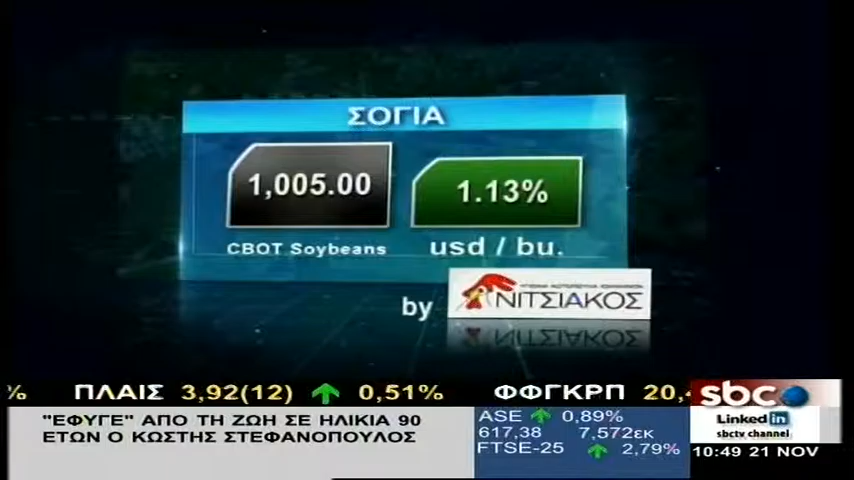 ΣΟΓΙΑ
1,005.00
1.13%
CBOT Soybeans
usd / bu.
by
ΝΙΤΣΙΑΚΟΣ
%
ΠΛΑΙΣ 3,92(12) 0,51%
ΦΦΓΚΡΠ 20,4
sbc
"ΕΦΥΓΕ" ΑΠΟ ΤΗ ΖΩΗ ΣΕ ΗΛΙΚΙΑ 90
ΕΤΩΝ Ο ΚΩΣΤΗΣ ΣΤΕΦΑΝΟΠΟΥΛΟΣ
ASE 0,89%
617,38 7,572εκ
FTSE-25 2,79%
Linked in
sbctv channel
10:49 21 NOV